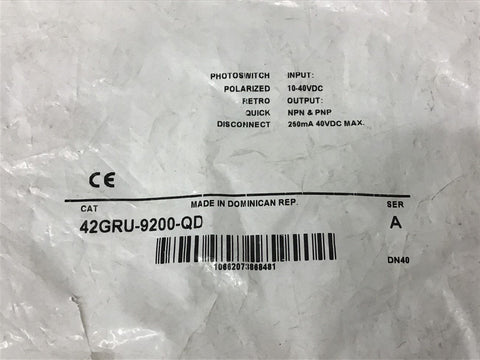 PHOTOSWITCH INPUT:
POLARIZED 10-40VDC
RETRO OUTPUT:
QUICK NPN & PNP
DISCONNECT 250mA 40VDC MAX.
CE
CAT MADE IN DOMINICAN REP. SER
42GRU-9200-QD A
10662073868481
DN40